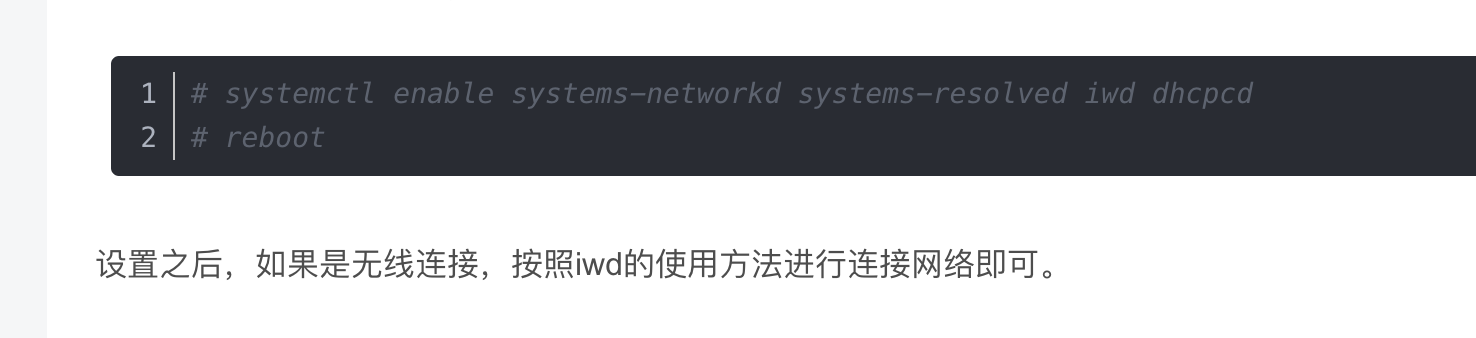 1 # systemctl enable systems-networkd systems-resolved iwd dhcpcd
2 # reboot
设置之后，如果是无线连接，按照iwd的使用方法进行连接网络即可。